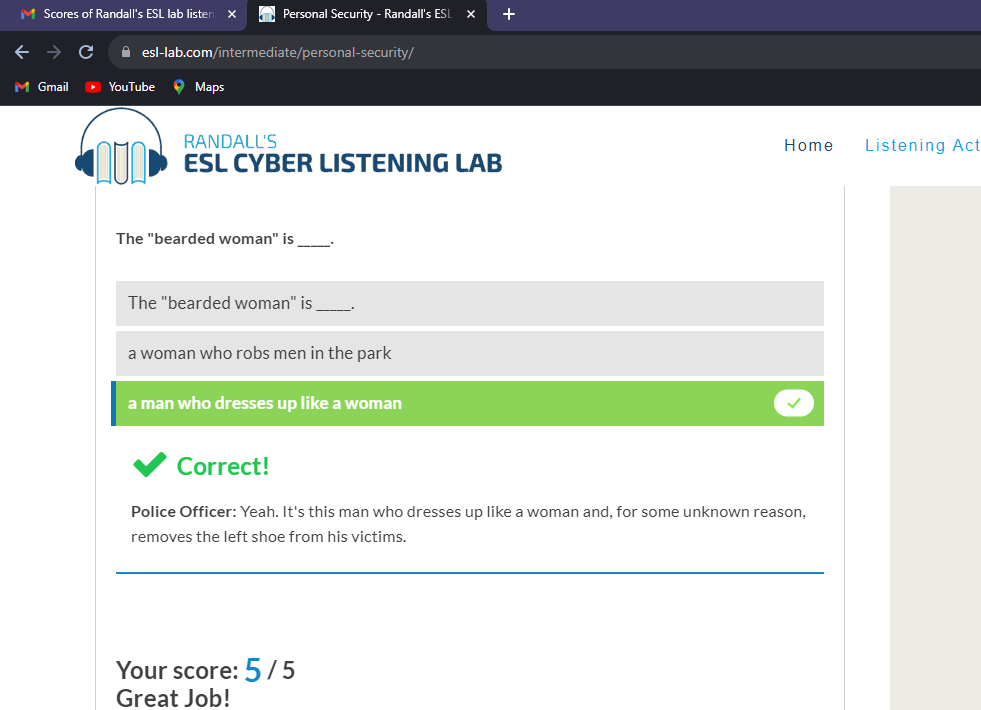 Scores of Randall's ESL lab listen
Personal Security - Randall's ESL
esl-lab.com/intermediate/personal-security/
Gmail YouTube Maps
RANDALL'S
ESL CYBER LISTENING LAB
Home Listening Act
The "bearded woman" is _____.
The "bearded woman" is _____.
a woman who robs men in the park
a man who dresses up like a woman
Correct!
Police Officer: Yeah. It's this man who dresses up like a woman and, for some unknown reason,
removes the left shoe from his victims.
Your score: 5 / 5
Great Job!